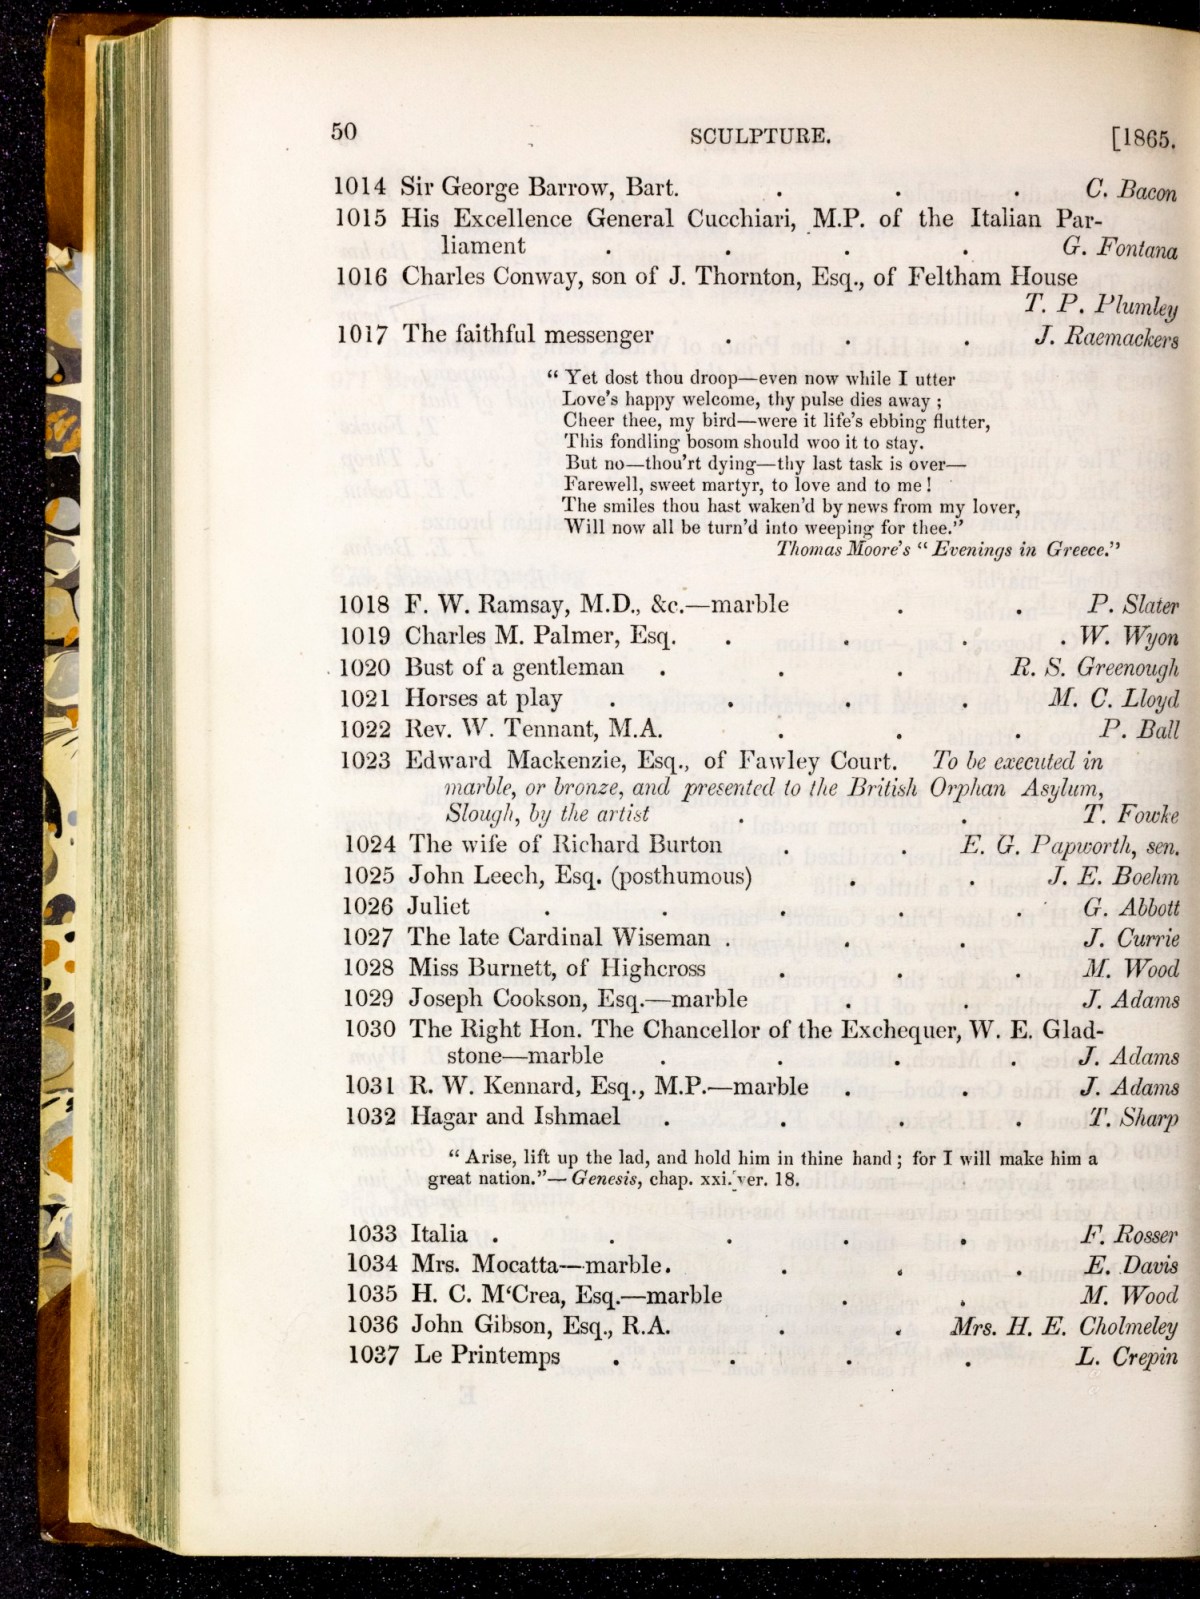 50 SCULPTURE. [1865.
1014 Sir George Barrow, Bart. . . . C. Bacon
1015 His Excellence General Cucchiari, M.P. of the Italian Par-
liament . . . . G. Fontana
1016 Charles Conway, son of J. Thornton, Esq., of Feltham House
T. P. Plumley
1017 The faithful messenger . . . J. Raemackers
“ Yet dost thou droop—even now while I utter
Love's happy welcome, thy pulse dies away ;
Cheer thee, my bird—were it life's ebbing flutter,
This fondling bosom should woo it to stay.
But no—thou'rt dying—thy last task is over—
Farewell, sweet martyr, to love and to me !
The smiles thou hast waken'd by news from my lover,
Will now all be turn'd into weeping for thee.”
Thomas Moore's “ Evenings in Greece.”
1018 F. W. Ramsay, M.D., &c.—marble . . P. Slater
1019 Charles M. Palmer, Esq. . . . . W. Wyon
1020 Bust of a gentleman . . . R. S. Greenough
1021 Horses at play . . . . M. C. Lloyd
1022 Rev. W. Tennant, M.A. . . . P. Ball
1023 Edward Mackenzie, Esq., of Fawley Court. To be executed in
marble, or bronze, and presented to the British Orphan Asylum,
Slough, by the artist . . . T. Fowke
1024 The wife of Richard Burton . . E. G. Papworth, sen.
1025 John Leech, Esq. (posthumous) . . J. E. Boehm
1026 Juliet . . . . . G. Abbott
1027 The late Cardinal Wiseman . . . J. Currie
1028 Miss Burnett, of Highcross . . . M. Wood
1029 Joseph Cookson, Esq.—marble . . J. Adams
1030 The Right Hon. The Chancellor of the Exchequer, W. E. Glad-
stone—marble . . . . J. Adams
1031 R. W. Kennard, Esq., M.P.—marble . . J. Adams
1032 Hagar and Ishmael . . . . T. Sharp
“ Arise, lift up the lad, and hold him in thine hand ; for I will make him a
great nation.”— Genesis, chap. xxi. ver. 18.
1033 Italia . . . . . F. Rosser
1034 Mrs. Mocatta—marble. . . . E. Davis
1035 H. C. M‘Crea, Esq.—marble . . M. Wood
1036 John Gibson, Esq., R.A. . . Mrs. H. E. Cholmeley
1037 Le Printemps . . . . L. Crepin